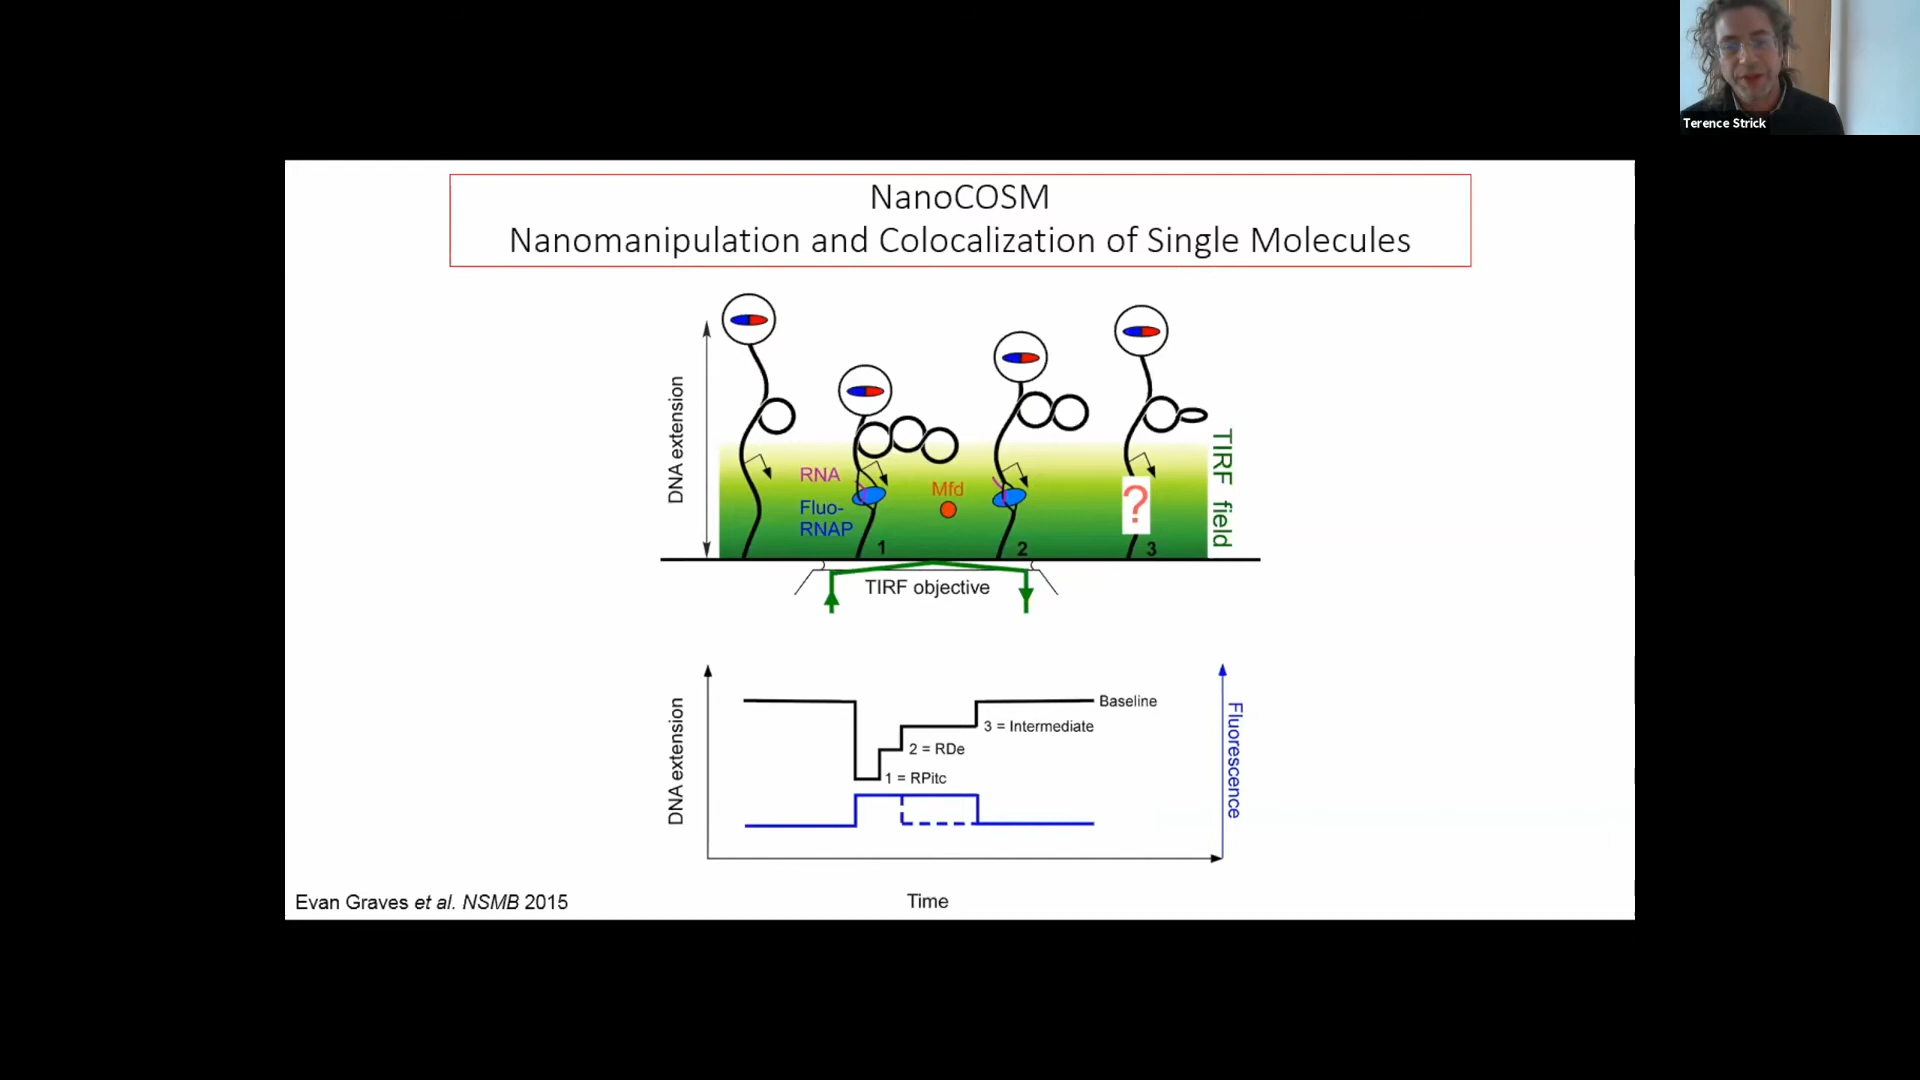 Terence Strick
NanoCOSM
Nanomanipulation and Colocalization of Single Molecules
DNA extension
RNA
Fluo-
RNAP
Mfd
?
1
2
3
TIRF field
TIRF objective
DNA extension
Baseline
3 = Intermediate
2 = RDe
1 = RPitc
Fluorescence
Time
Evan Graves et al. NSMB 2015